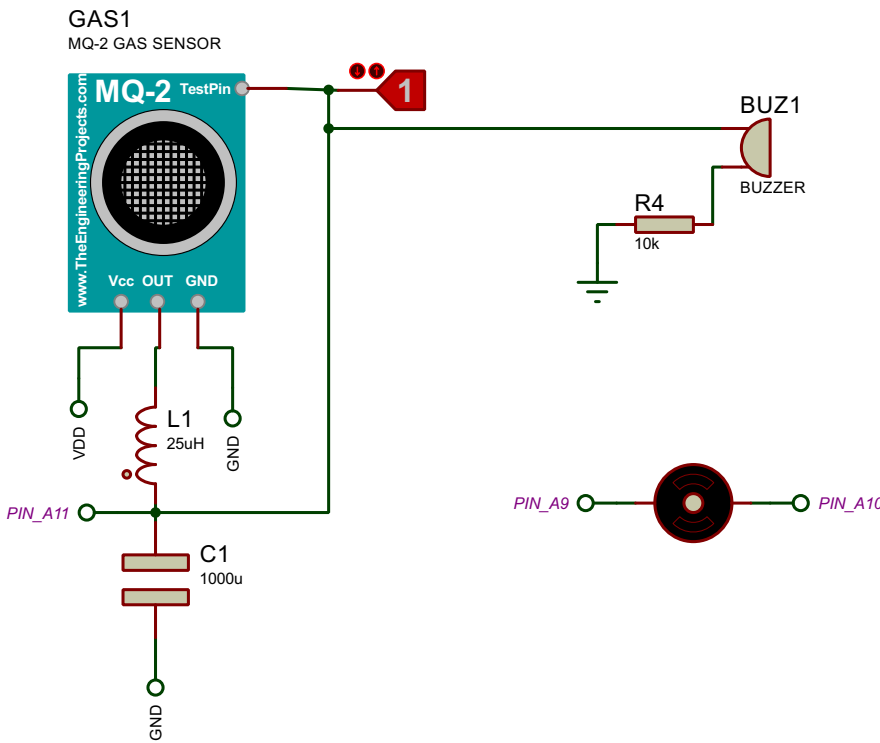 GAS1
MQ-2 GAS SENSOR
www.TheEngineeringProjects.com
MQ-2
TestPin
1
Vcc OUT GND
VDD
L1
25uH
GND
PIN_A11
C1
1000u
GND
BUZ1
BUZZER
R4
10k
PIN_A9
PIN_A10